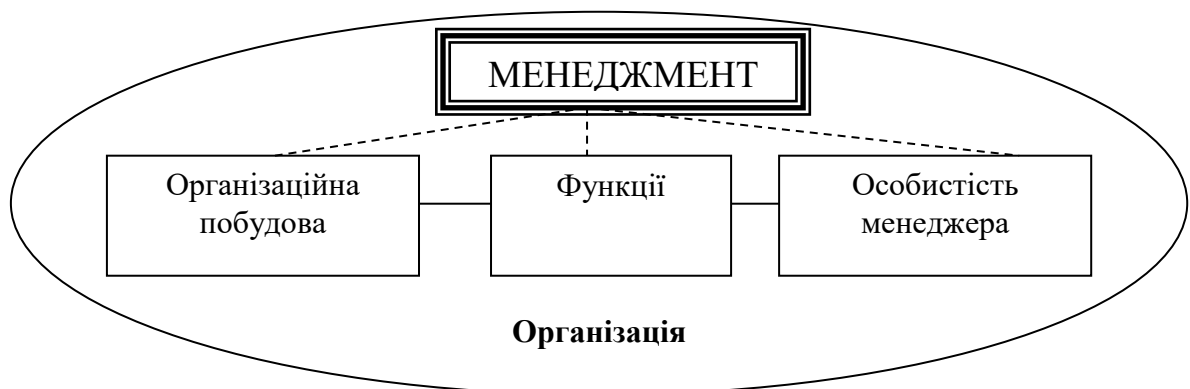 МЕНЕДЖМЕНТ
Організаційна
побудова
Функції
Особистість
менеджера
Організація